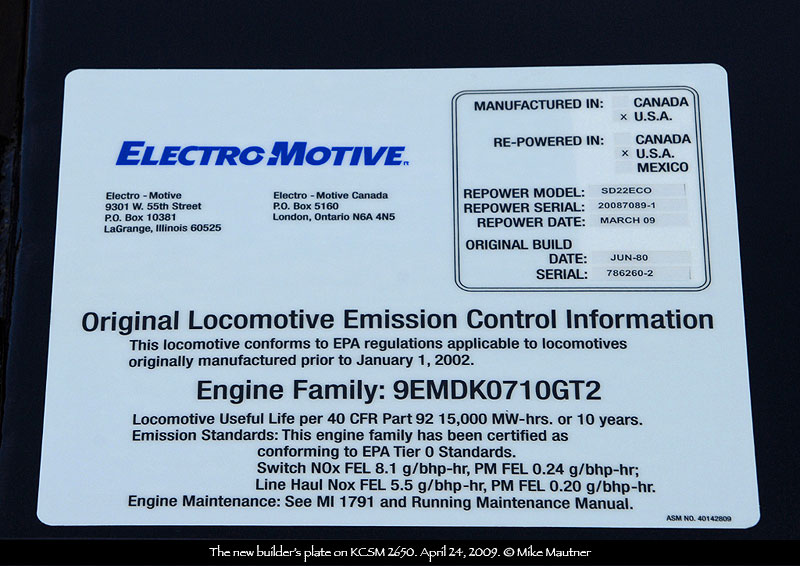 ELECTRO-MOTIVE
Electro - Motive
9301 W. 55th Street
P.O. Box 10381
LaGrange, Illinois 60525
Electro - Motive Canada
P.O. Box 5160
London, Ontario N6A 4N5
MANUFACTURED IN: CANADA
× U.S.A.
RE-POWERED IN: CANADA
× U.S.A.
MEXICO
REPOWER MODEL: SD22ECO
REPOWER SERIAL: 20087089-1
REPOWER DATE: MARCH 09
ORIGINAL BUILD
DATE: JUN-80
SERIAL: 786260-2
Original Locomotive Emission Control Information
This locomotive conforms to EPA regulations applicable to locomotives
originally manufactured prior to January 1, 2002.
Engine Family: 9EMDK0710GT2
Locomotive Useful Life per 40 CFR Part 92 15,000 MW-hrs. or 10 years.
Emission Standards: This engine family has been certified as
conforming to EPA Tier 0 Standards.
Switch NOx FEL 8.1 g/bhp-hr, PM FEL 0.24 g/bhp-hr;
Line Haul Nox FEL 5.5 g/bhp-hr, PM FEL 0.20 g/bhp-hr.
Engine Maintenance: See MI 1791 and Running Maintenance Manual.
ASM NO. 40142809
The new builder's plate on KCSM 2650. April 24, 2009. © Mike Mautner